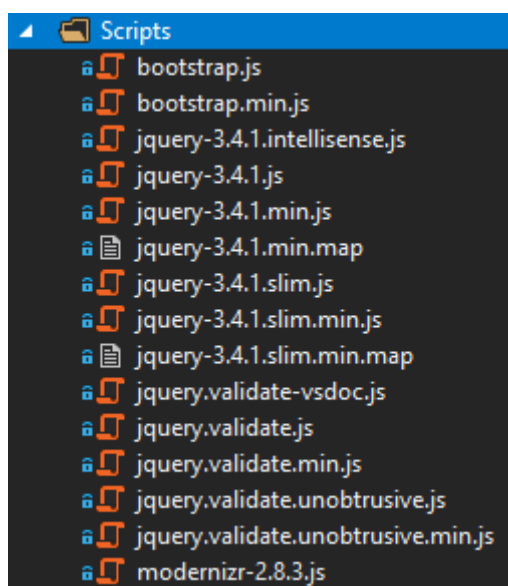 Scripts
bootstrap.js
bootstrap.min.js
jquery-3.4.1.intellisense.js
jquery-3.4.1.js
jquery-3.4.1.min.js
jquery-3.4.1.min.map
jquery-3.4.1.slim.js
jquery-3.4.1.slim.min.js
jquery-3.4.1.slim.min.map
jquery.validate-vsdoc.js
jquery.validate.js
jquery.validate.min.js
jquery.validate.unobtrusive.js
jquery.validate.unobtrusive.min.js
modernizr-2.8.3.js